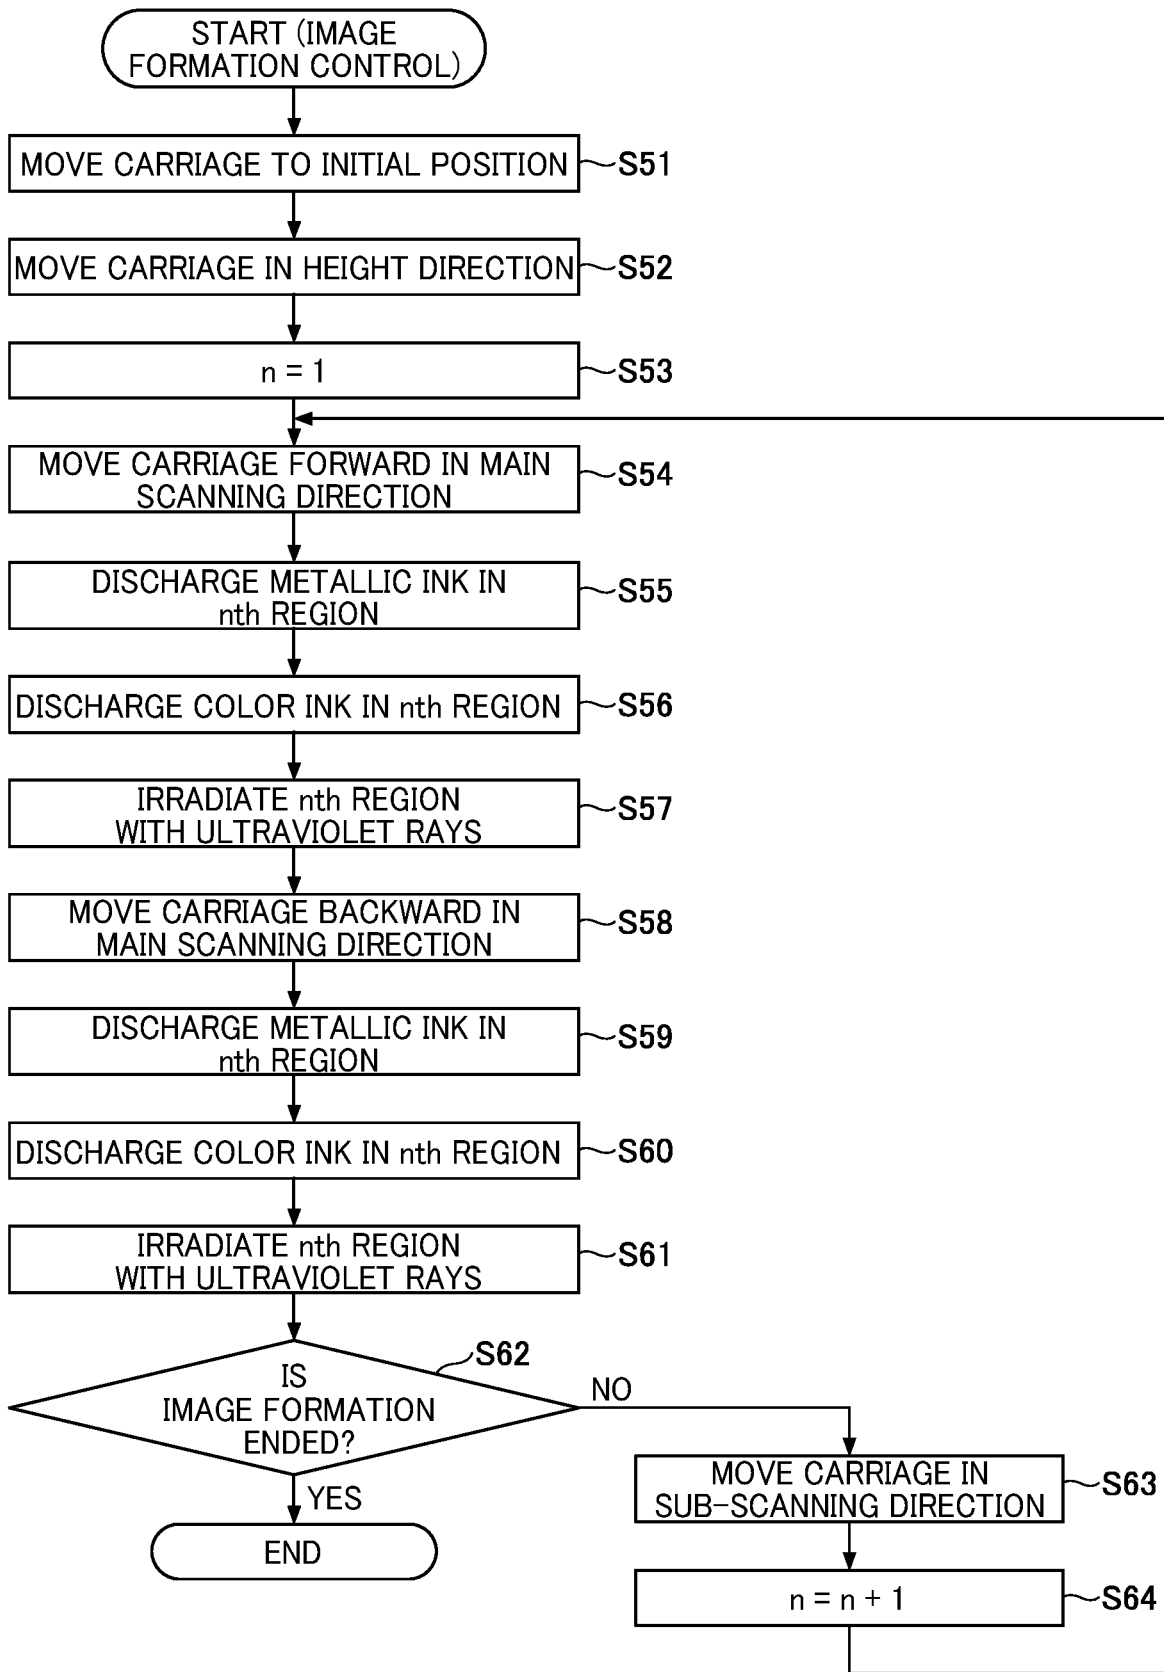 START (IMAGE
FORMATION CONTROL)
MOVE CARRIAGE TO INITIAL POSITION
S51
MOVE CARRIAGE IN HEIGHT DIRECTION
S52
n = 1
S53
MOVE CARRIAGE FORWARD IN MAIN
SCANNING DIRECTION
S54
DISCHARGE METALLIC INK IN
nth REGION
S55
DISCHARGE COLOR INK IN nth REGION
S56
IRRADIATE nth REGION
WITH ULTRAVIOLET RAYS
S57
MOVE CARRIAGE BACKWARD IN
MAIN SCANNING DIRECTION
S58
DISCHARGE METALLIC INK IN
nth REGION
S59
DISCHARGE COLOR INK IN nth REGION
S60
IRRADIATE nth REGION
WITH ULTRAVIOLET RAYS
S61
S62
IS
IMAGE FORMATION
ENDED?
NO
YES
END
MOVE CARRIAGE IN
SUB-SCANNING DIRECTION
S63
n = n + 1
S64